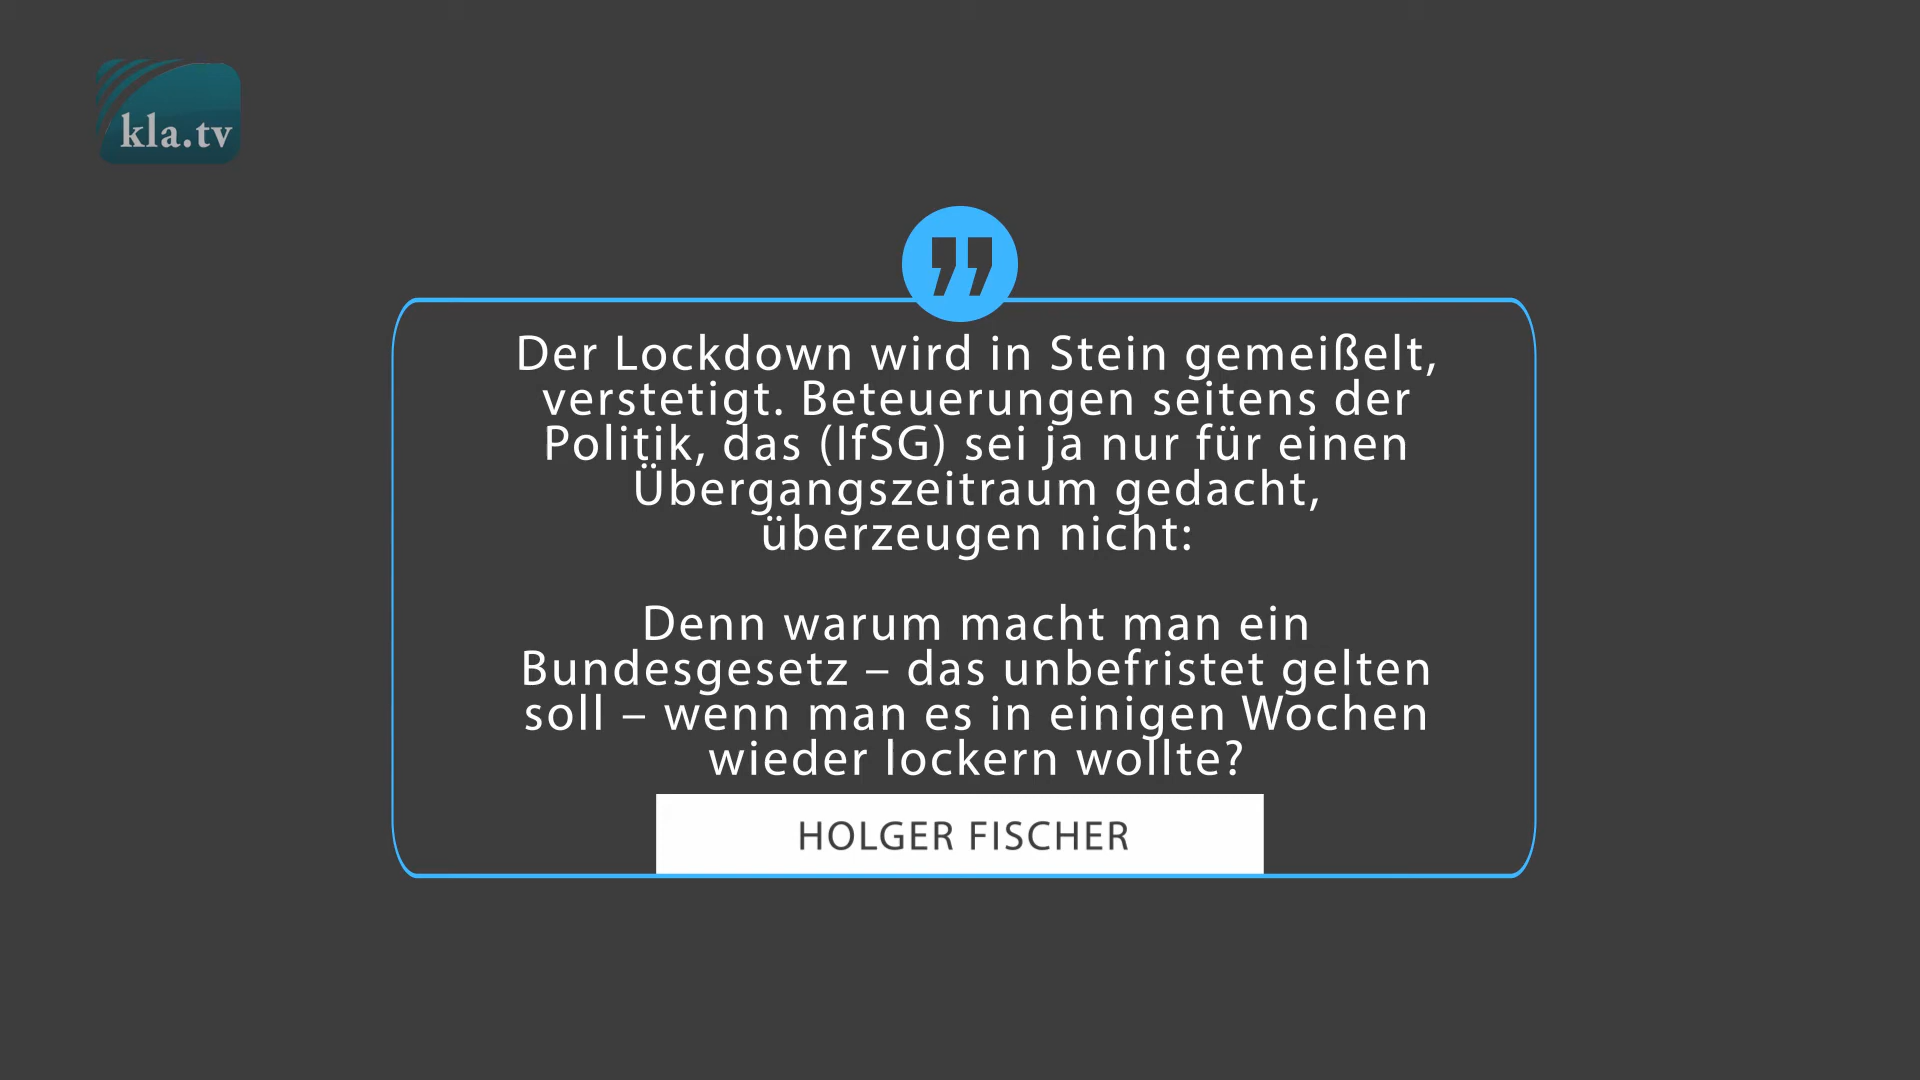 kla.tv
Der Lockdown wird in Stein gemeißelt,
verstetigt. Beteuerungen seitens der
Politik, das (IfSG) sei ja nur für einen
Übergangszeitraum gedacht,
überzeugen nicht:
Denn warum macht man ein
Bundesgesetz – das unbefristet gelten
soll – wenn man es in einigen Wochen
wieder lockern wollte?
HOLGER FISCHER